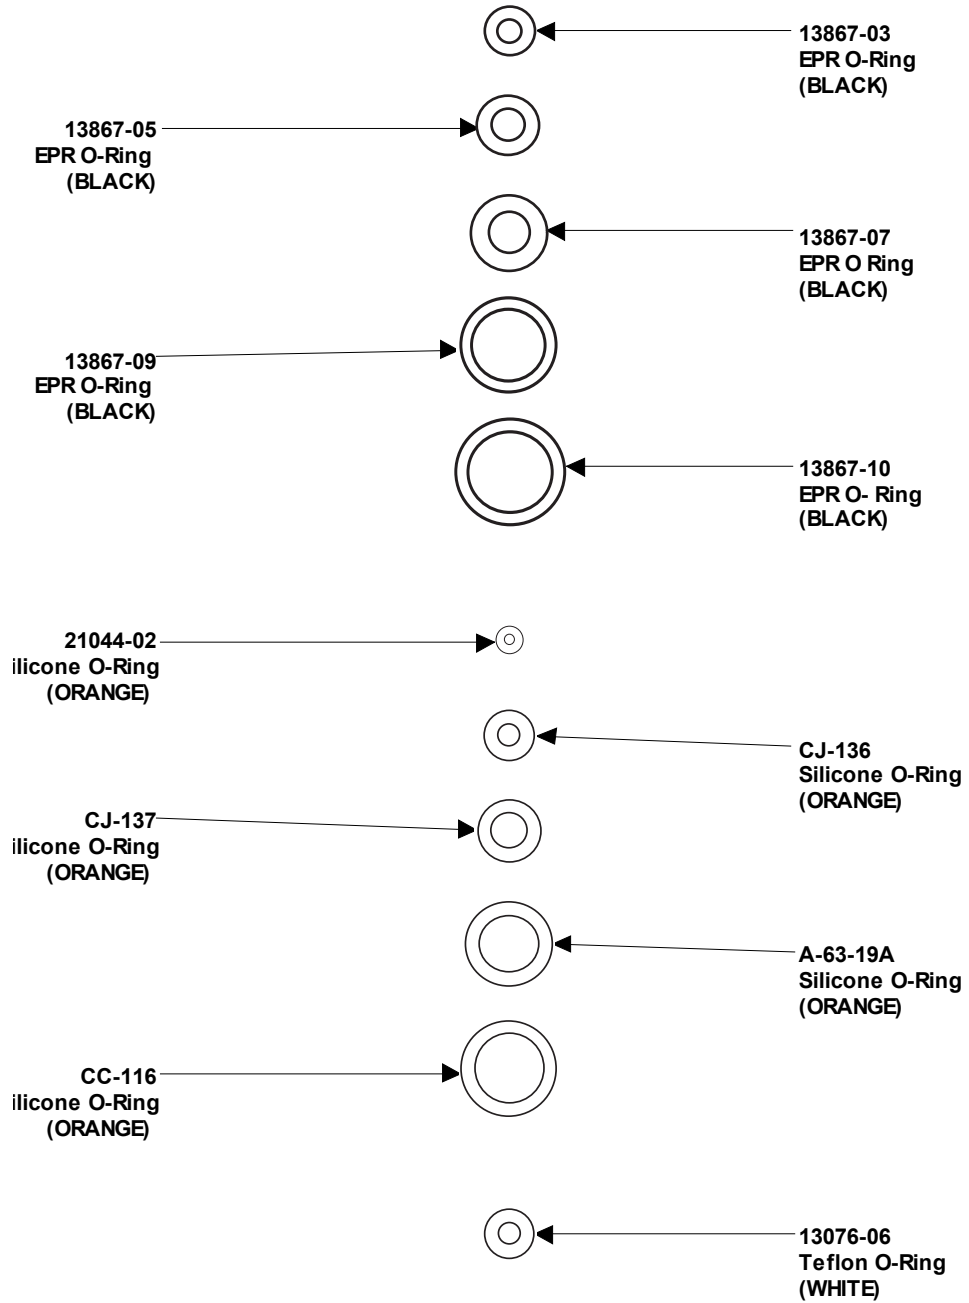 13867-03
EPR O-Ring
(BLACK)
13867-05
EPR O-Ring
(BLACK)
13867-07
EPR O Ring
(BLACK)
13867-09
EPR O-Ring
(BLACK)
13867-10
EPR O- Ring
(BLACK)
21044-02
ilicone O-Ring
(ORANGE)
CJ-136
Silicone O-Ring
(ORANGE)
CJ-137
ilicone O-Ring
(ORANGE)
A-63-19A
Silicone O-Ring
(ORANGE)
CC-116
ilicone O-Ring
(ORANGE)
13076-06
Teflon O-Ring
(WHITE)